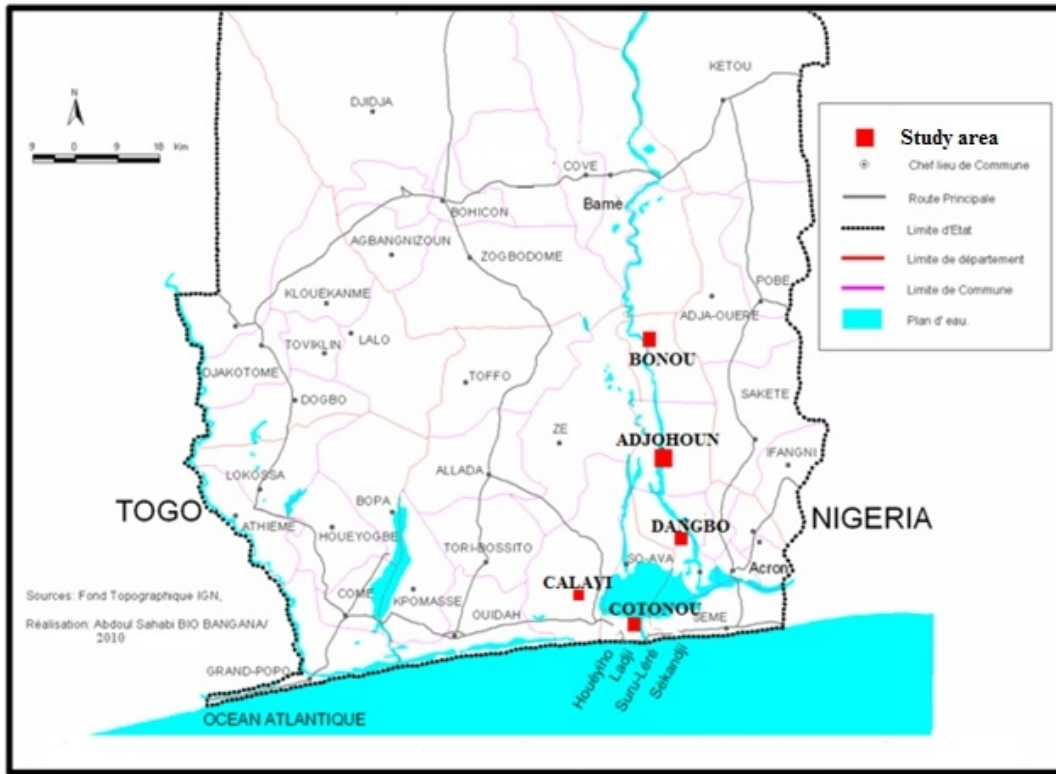 KETOU
DJIDJA
N
9 0 9 18 Km
COVE
Bamè
BOHICON
AGBANGNIZOUN
ZOGBODOME
KLOUEKANME
POBE
ADJA-OUERE
LALO
TOVIKLIN
BONOU
DJAKOTOME
TOFFO
DOGBO
SAKETE
ZE
ADJOHOUN
IFANGNI
ALLADA
LOKOSSA
TOGO
BOPA
NIGERIA
ATHIEME
HOUEYOGBE
DANGBO
TORI-BOSSITO
SO-AVA
Acron
CALAVI
COME
KPOMASSE
COTONOU
OUIDAH
SEME
Sources: Fond Topographique IGN,
Réalisation: Abdoul Sahabi BIO BANGANA/
2010
Houéyiho
Ladji
Suru-Léré
Sèkandji
GRAND-POPO
OCEAN ATLANTIQUE
Study area
Chef lieu de Commune
Route Principale
Limite d'Etat
Limite de départment
Limite de Commune
Plan d' eau.